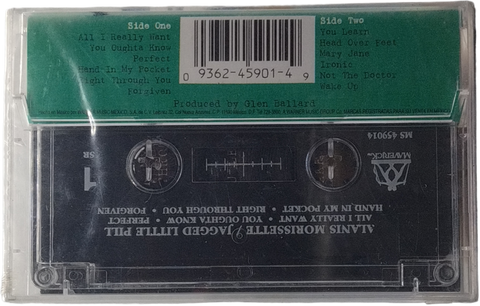 Side One
All I Really Want
You Oughta Know
Perfect
Hand In My Pocket
Right Through You
Forgiven
0 9362-45901-4 9
Side Two
You Learn
Head Over Feet
Mary Jane
Ironic
Not The Doctor
Wake Up
Produced by Glen Ballard
ALANIS MORISSETTE JAGGED LITTLE PILL
ALL I REALLY WANT • YOU OUGHTA KNOW • PERFECT
HAND IN MY POCKET • RIGHT THROUGH YOU • FORGIVEN
1
SR
MAVERICK
MS 459014